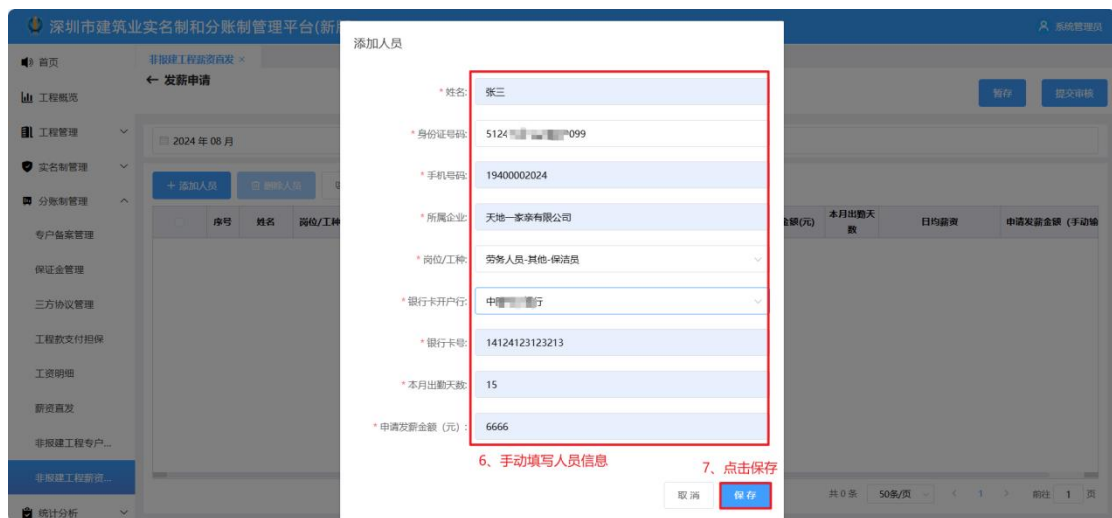 深圳市建筑业实名制和分账制管理平台(新
系统管理员
首页
工程概览
工程管理
实名制管理
分账制管理
专户备案管理
保证金管理
三方协议管理
工程款支付担保
工资明细
薪资直发
非报建工程专户...
非报建工程薪资...
统计分析
非报建工程薪资直发 ×
← 发薪申请
暂存
提交审核
2024 年 08 月
+ 添加人员
删除人员
序号 姓名 岗位/工种
金额(元) 本月出勤天数 日均薪资 申请发薪金额 (手动输
添加人员
* 姓名: 张三
* 身份证号码: 5124 099
* 手机号码: 19400002024
* 所属企业: 天地一家亲有限公司
* 岗位/工种: 劳务人员-其他-保洁员
* 银行卡开户行: 中 行
* 银行卡号: 14124123123213
* 本月出勤天数: 15
* 申请发薪金额 (元) : 6666
6、手动填写人员信息
7、点击保存
取消 保存
共 0 条 50条/页 < 1 > 前往 1 页